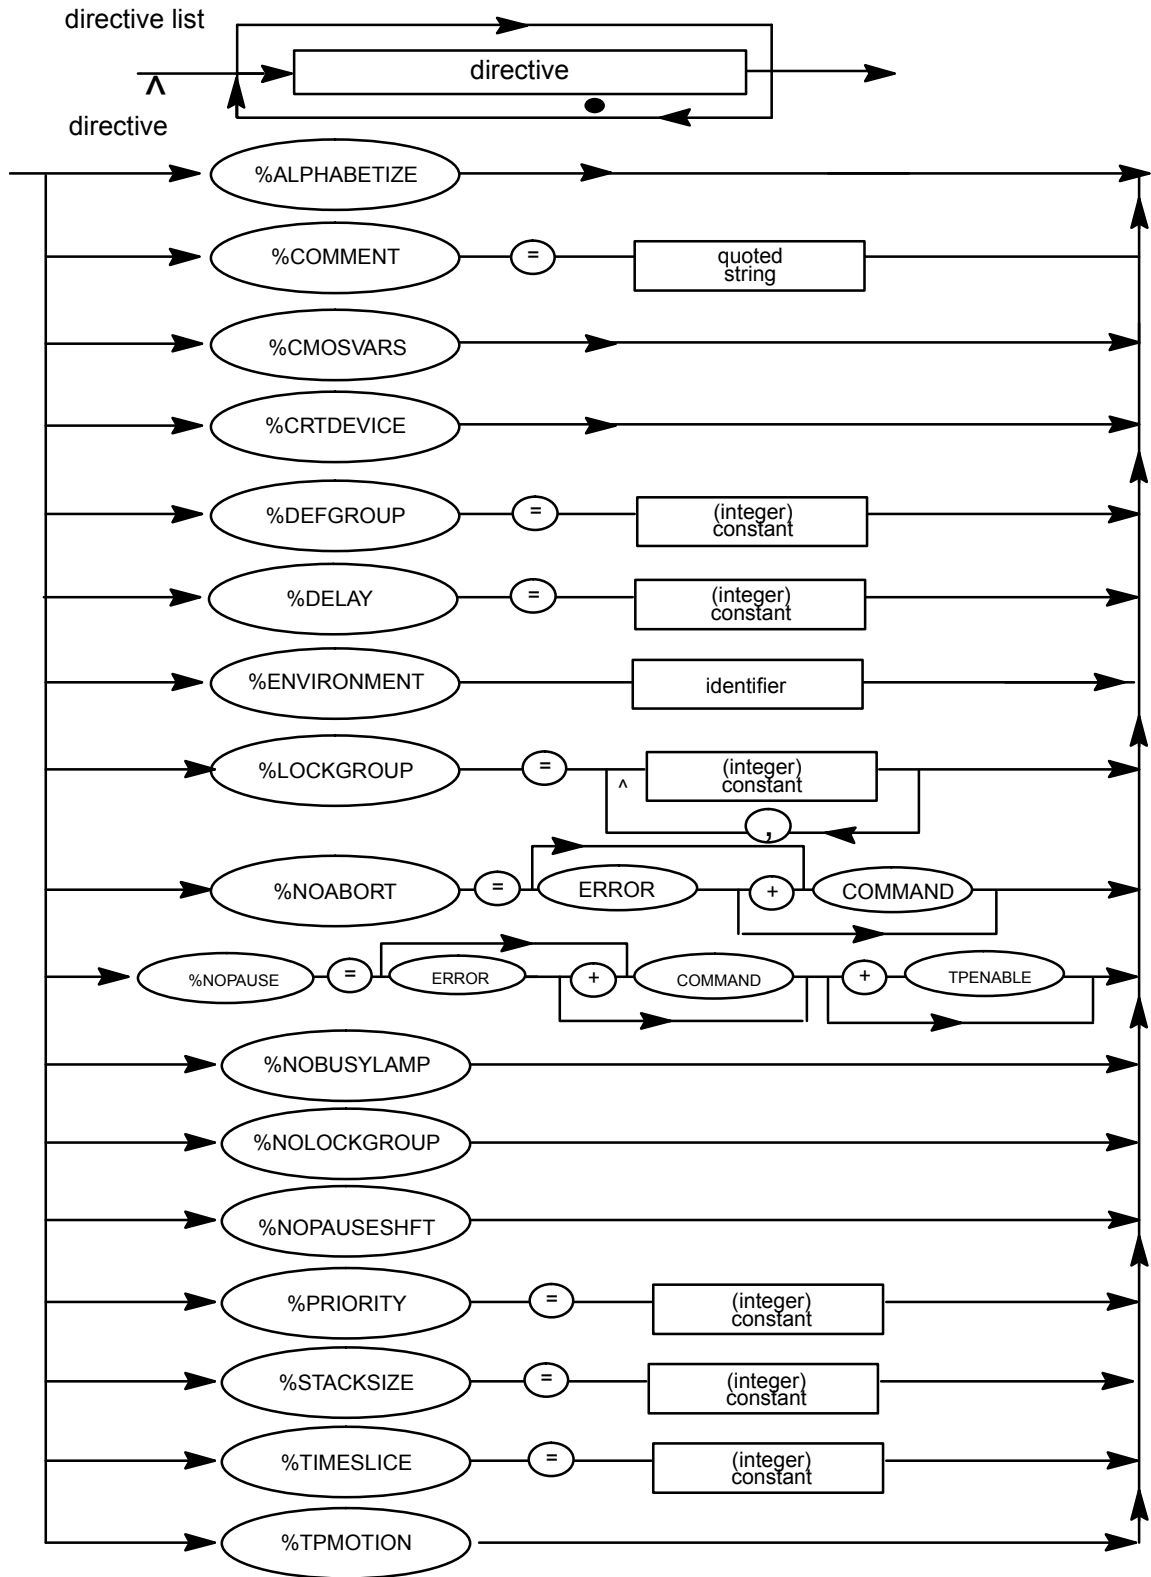 directive list
directive
^
directive
%ALPHABETIZE
%COMMENT = quoted
string
%CMOSVARS
%CRTDEVICE
%DEFGROUP = (integer)
constant
%DELAY = (integer)
constant
%ENVIRONMENT identifier
%LOCKGROUP = ^ (integer)
constant
,
%NOABORT = ERROR + COMMAND
%NOPAUSE = ERROR + COMMAND + TPENABLE
%NOBUSYLAMP
%NOLOCKGROUP
%NOPAUSESHFT
%PRIORITY = (integer)
constant
%STACKSIZE = (integer)
constant
%TIMESLICE = (integer)
constant
%TPMOTION